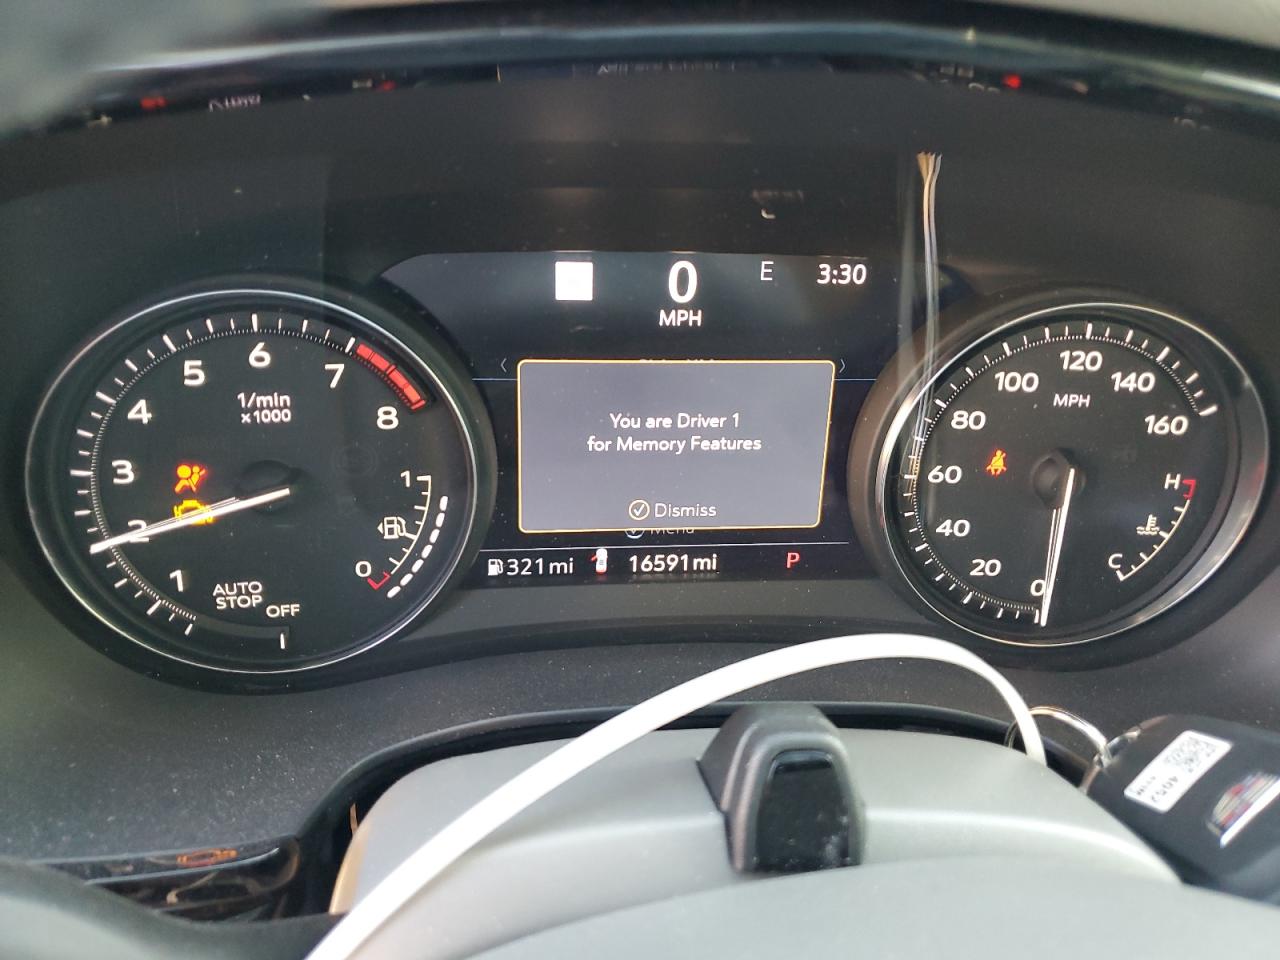 0 E 3:30
MPH
You are Driver 1
for Memory Features
Dismiss
Menu
321mi 16591mi P
1/min
x1000
0
1
2
3
4
5
6
7
8
AUTO
STOP
OFF
1
0
MPH
0
20
40
60
80
100
120
140
160
H
C